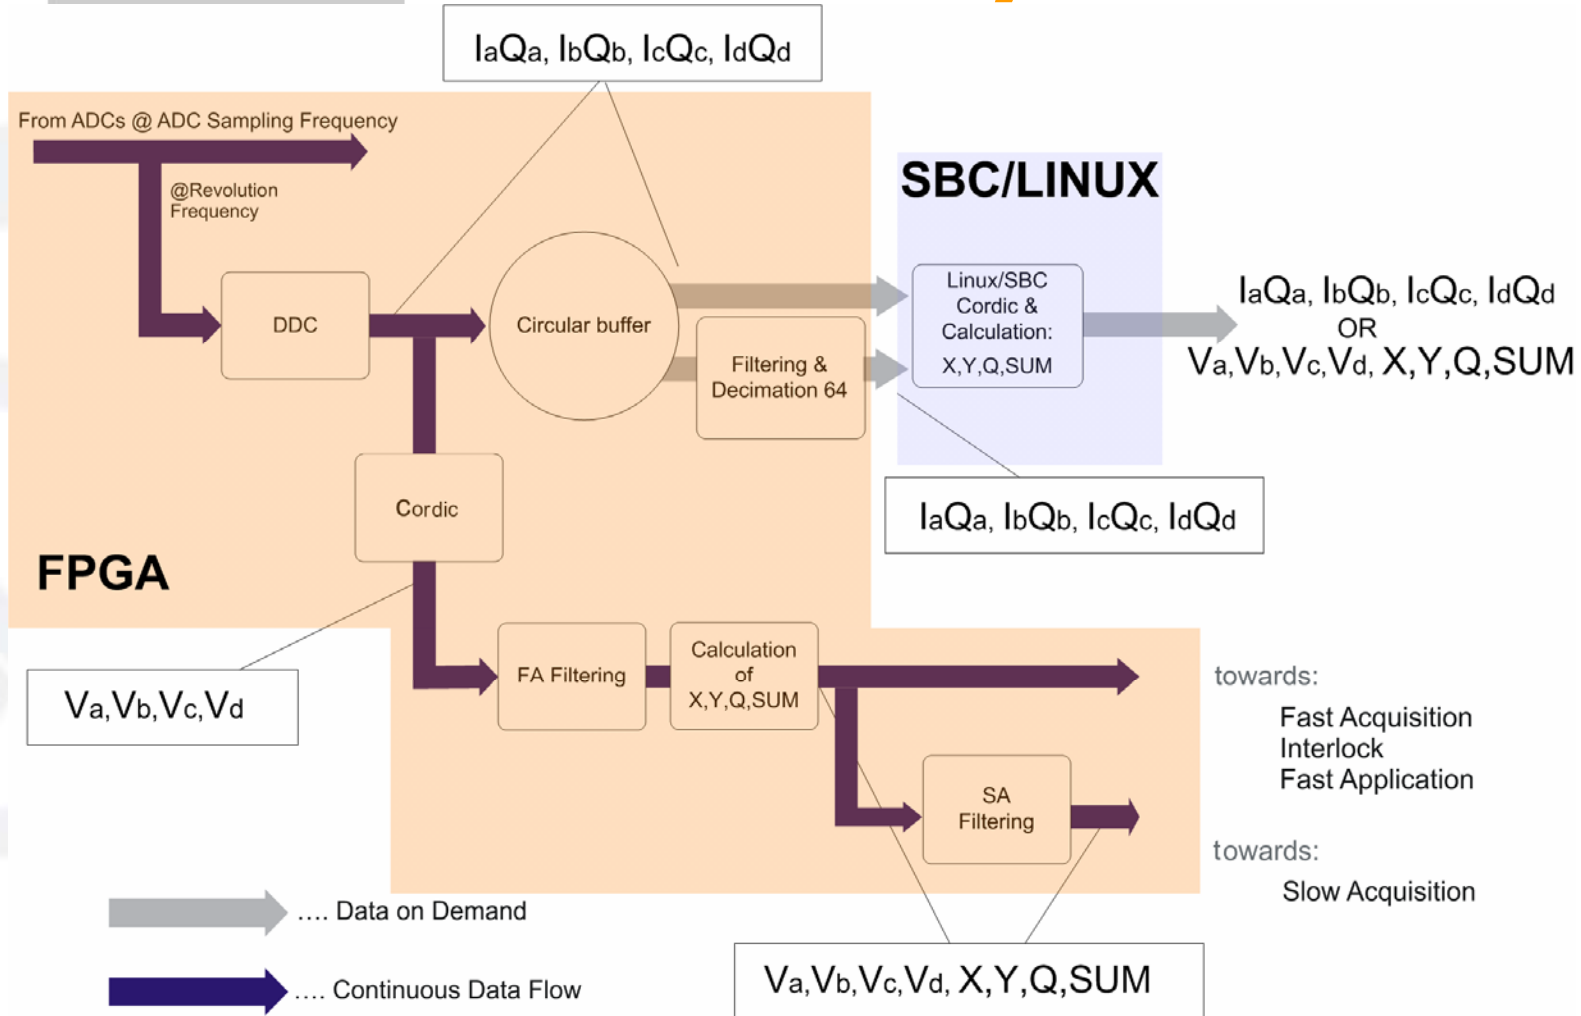 IaQa, IbQb, IcQc, IdQd
From ADCs @ ADC Sampling Frequency
@Revolution
Frequency
SBC/LINUX
DDC
Circular buffer
Filtering &
Decimation 64
Linux/SBC
Cordic &
Calculation:
X,Y,Q,SUM
IaQa, IbQb, IcQc, IdQd
OR
Va,Vb,Vc,Vd, X,Y,Q,SUM
Cordic
IaQa, IbQb, IcQc, IdQd
FPGA
Va,Vb,Vc,Vd
FA Filtering
Calculation
of
X,Y,Q,SUM
towards:
Fast Acquisition
Interlock
Fast Application
SA
Filtering
towards:
Slow Acquisition
.... Data on Demand
.... Continuous Data Flow
Va,Vb,Vc,Vd, X,Y,Q,SUM